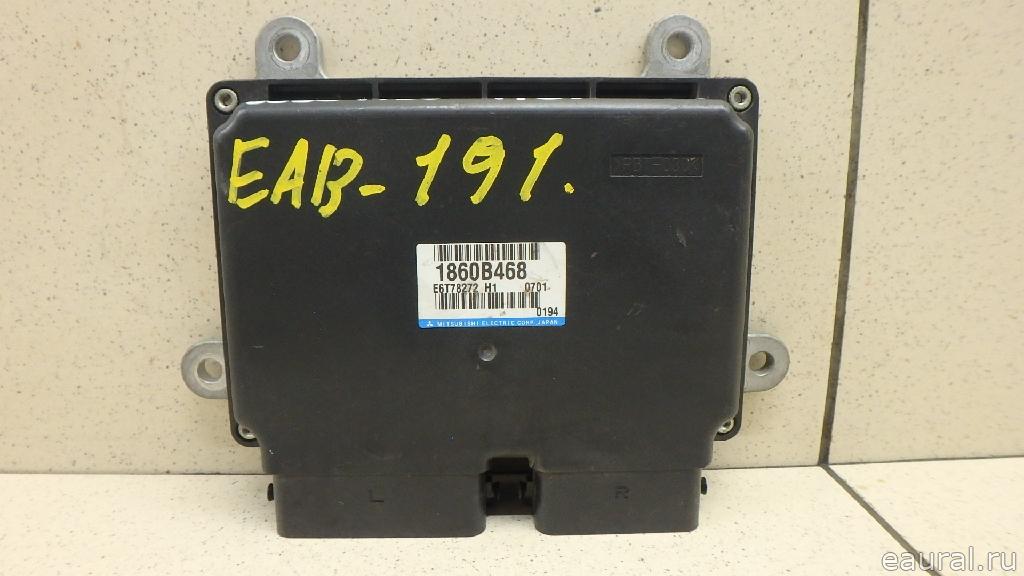 EAB-191.
1860B468
E6T78272 H1 0701
0194
MITSUBISHI ELECTRIC CORP. JAPAN
L
R
eaural.ru